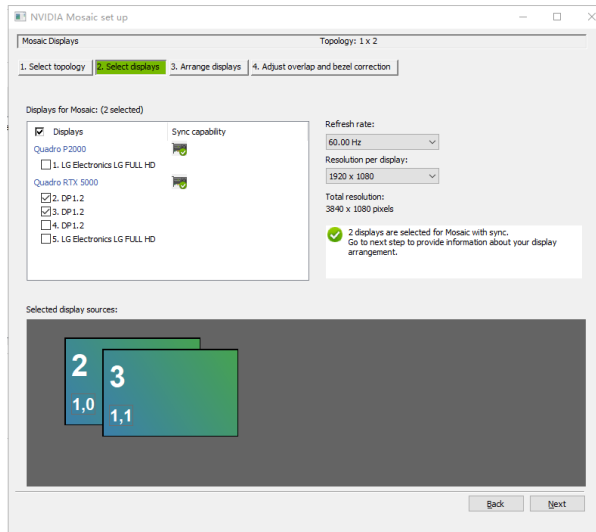 NVIDIA Mosaic set up
Mosaic Displays Topology: 1 x 2
1. Select topology 2. Select displays 3. Arrange displays 4. Adjust overlap and bezel correction
Displays for Mosaic: (2 selected)
Displays Sync capability
Quadro P2000
1. LG Electronics LG FULL HD
Quadro RTX 5000
2. DP1.2
3. DP1.2
4. DP1.2
5. LG Electronics LG FULL HD
Refresh rate:
60.00 Hz
Resolution per display:
1920 x 1080
Total resolution:
3840 x 1080 pixels
2 displays are selected for Mosaic with sync.
Go to next step to provide information about your display
arrangement.
Selected display sources:
2
1,0
3
1,1
Back Next